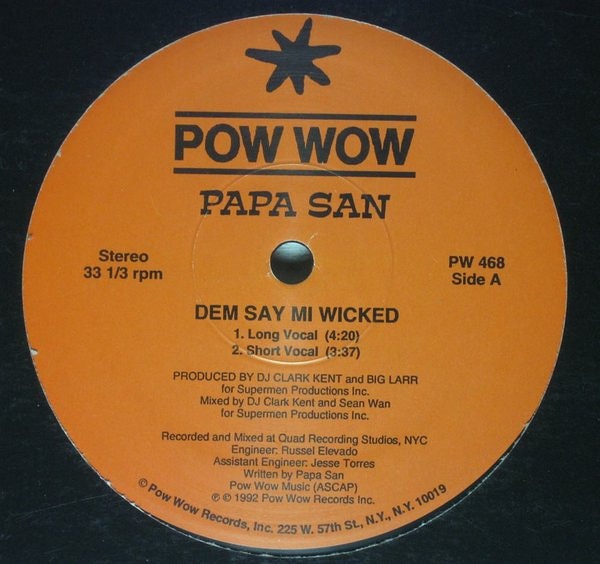 POW WOW
PAPA SAN
Stereo
33 1/3 rpm
PW 468
Side A
DEM SAY MI WICKED
1. Long Vocal (4:20)
2. Short Vocal (3:37)
PRODUCED BY DJ CLARK KENT and BIG LARR
for Supermen Productions Inc.
Mixed by DJ Clark Kent and Sean Wan
for Supermen Productions Inc.
Recorded and Mixed at Quad Recording Studios, NYC
Engineer: Russel Elevado
Assistant Engineer: Jesse Torres
Written by Papa San
Pow Wow Music (ASCAP)
℗ © 1992 Pow Wow Records Inc.
© Pow Wow Records, Inc. 225 W. 57th St., N.Y., N.Y. 10019